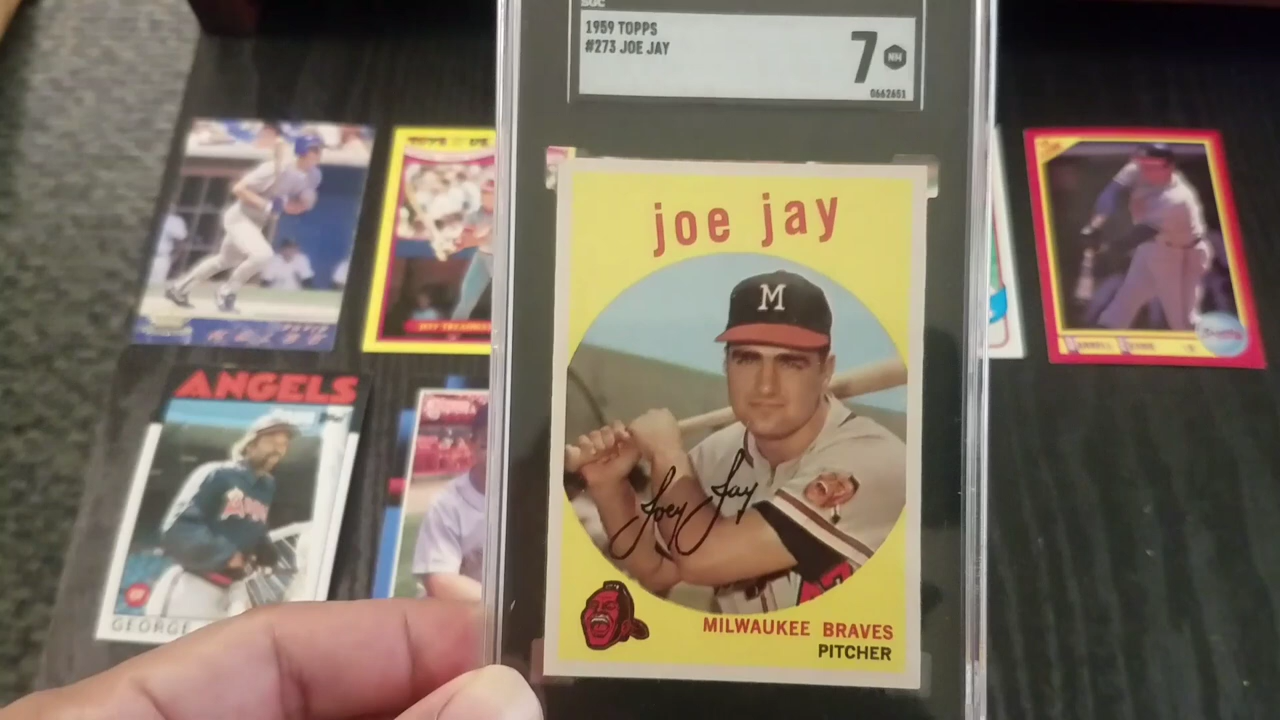 SGC
1959 TOPPS
#273 JOE JAY
7
NM
0662651
joe jay
M
Joey Jay
MILWAUKEE BRAVES
PITCHER
ANGELS
GEORGE